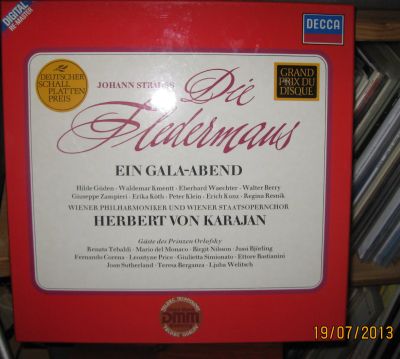 DIGITAL
RE-MASTER
DECCA
DEUTSCHER
SCHALL
PLATTEN
PREIS
JOHANN STRAUSS
GRAND
PRIX DU
DISQUE
Die
Fledermaus
EIN GALA-ABEND
Hilde Güden · Waldemar Kmentt · Eberhard Waechter · Walter Berry
Giuseppe Zampieri · Erika Köth · Peter Klein · Erich Kunz · Regina Resnik
WIENER PHILHARMONIKER UND WIENER STAATSOPERNCHOR
HERBERT VON KARAJAN
Gäste des Prinzen Orlofsky
Renata Tebaldi · Mario del Monaco · Birgit Nilsson · Jussi Björling
Fernando Corena · Leontyne Price · Giulietta Simionato · Ettore Bastianini
Joan Sutherland · Teresa Berganza · Ljuba Welitsch
DMM
19/07/2013